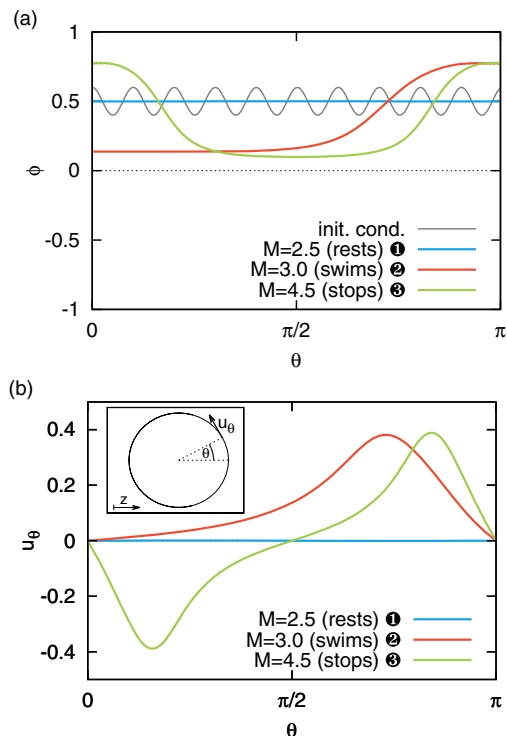 (a)
1
0.5
0
-0.5
-1
ϕ
init. cond.
M=2.5 (rests) ❶
M=3.0 (swims) ❷
M=4.5 (stops) ❸
0
π/2
π
θ
(b)
0.4
0.2
0
-0.2
-0.4
uθ
uθ
θ
z
M=2.5 (rests) ❶
M=3.0 (swims) ❷
M=4.5 (stops) ❸
0
π/2
π
θ